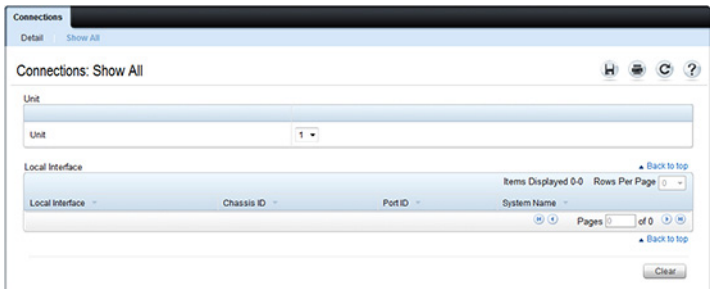 Connections
Detail Show All
Connections: Show All
?
Unit
Unit 1
Local Interface Back to top
Items Displayed 0-0 Rows Per Page 0
Local Interface Chassis ID Port ID System Name
Pages 0 of 0
Back to top
Clear